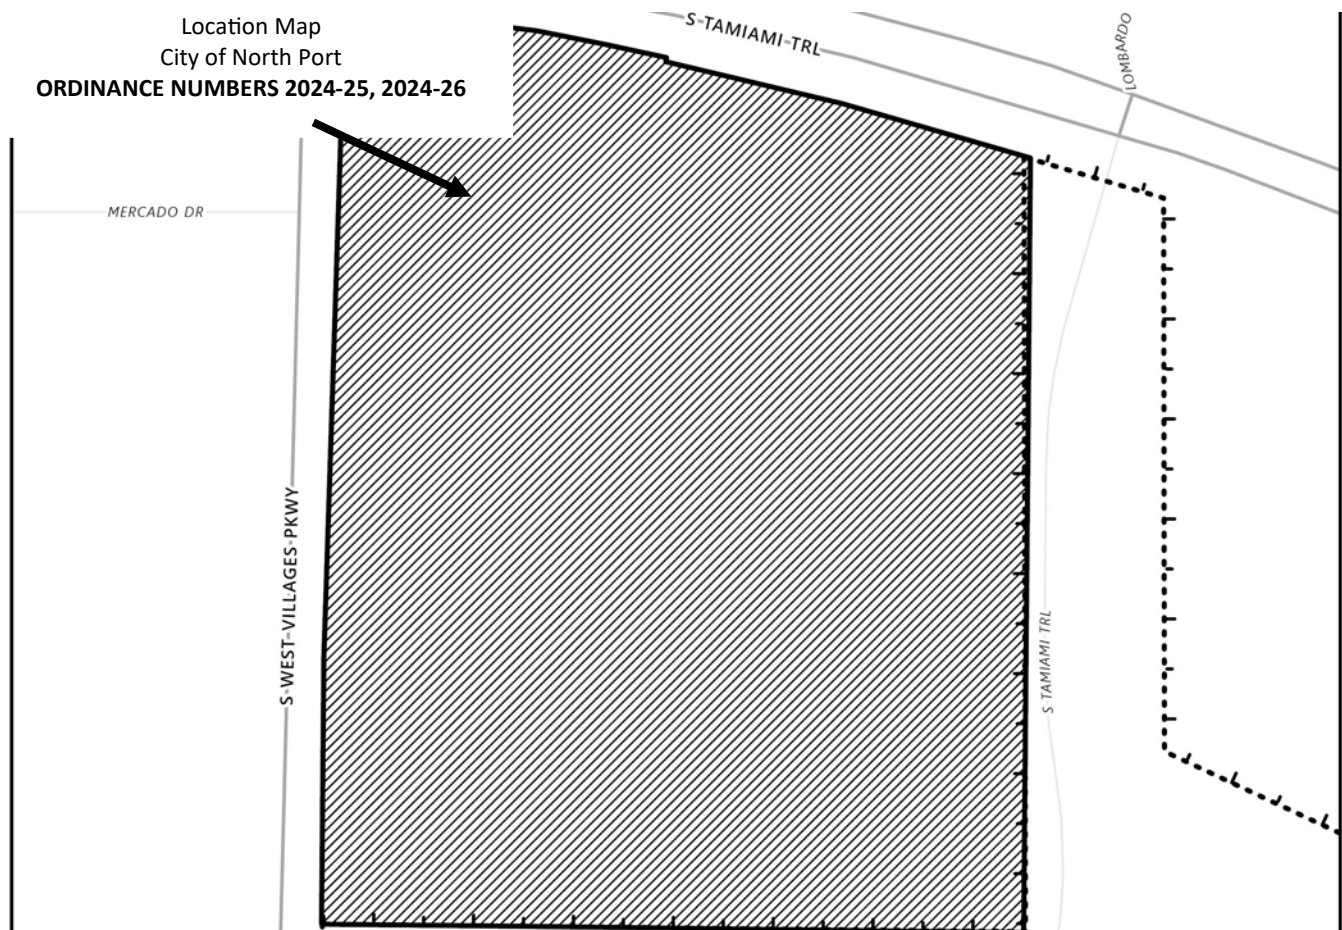 Location Map
City of North Port
ORDINANCE NUMBERS 2024-25, 2024-26
S TAMIAMI TRL
LOMBARDO
MERCADO DR
S WEST VILLAGES PKWY
S TAMIAMI TRL